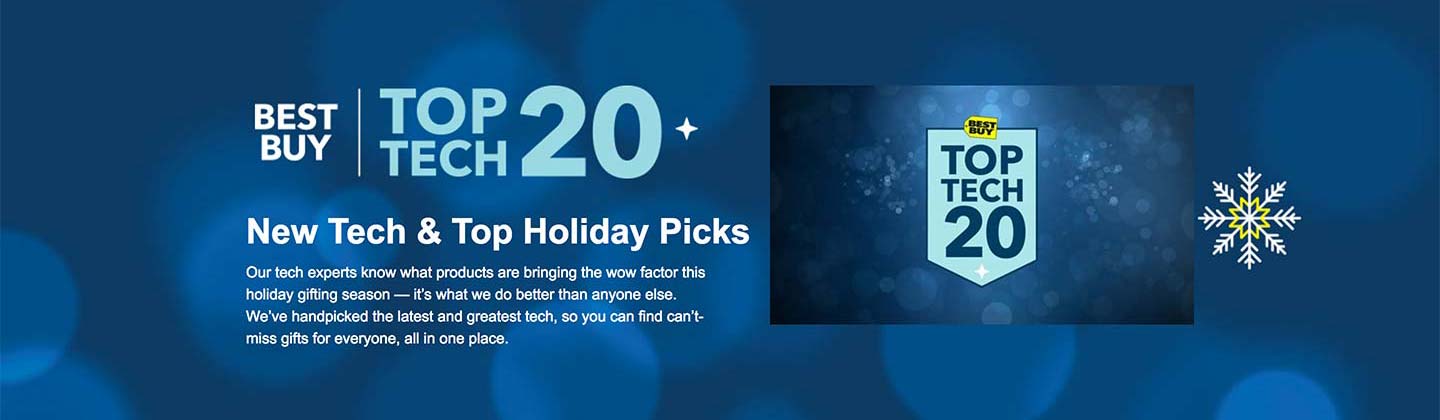 BEST
BUY
TOP
TECH
20
New Tech & Top Holiday Picks
Our tech experts know what products are bringing the wow factor this
holiday gifting season — it’s what we do better than anyone else.
We’ve handpicked the latest and greatest tech, so you can find can’t-
miss gifts for everyone, all in one place.
BEST
BUY
TOP
TECH
20